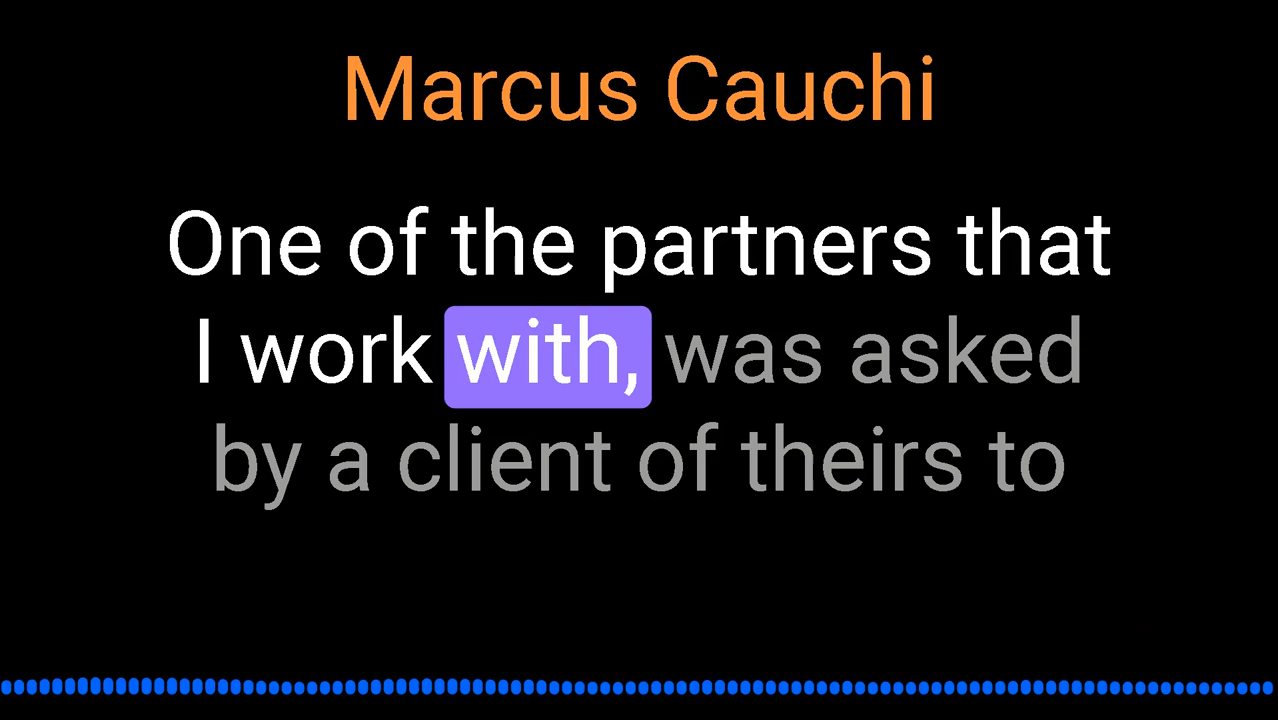 Marcus Cauchi
One of the partners that
I work with, was asked
by a client of theirs to